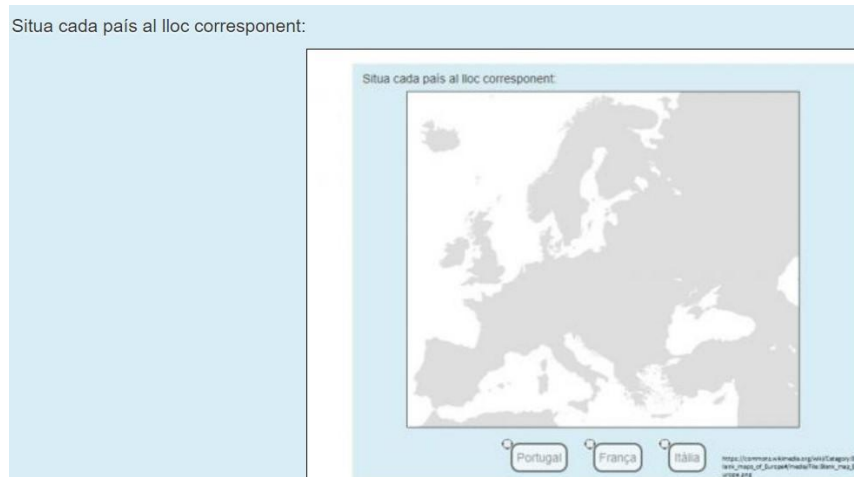 Situa cada país al lloc corresponent:
Situa cada país al lloc corresponent:
Portugal
França
Itàlia